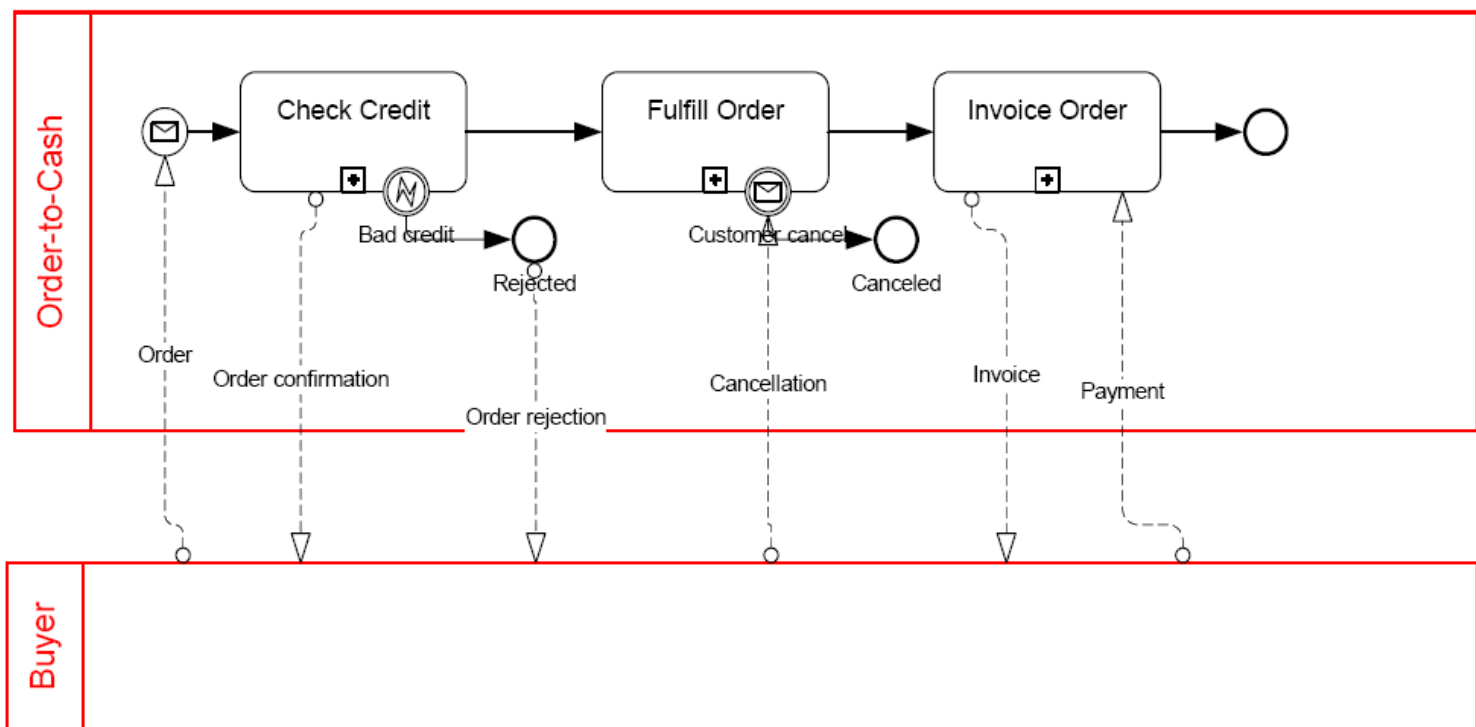 Order-to-Cash
Check Credit
Fulfill Order
Invoice Order
Bad credit
Customer cancel
Rejected
Canceled
Order
Order confirmation
Order rejection
Cancellation
Invoice
Payment
Buyer